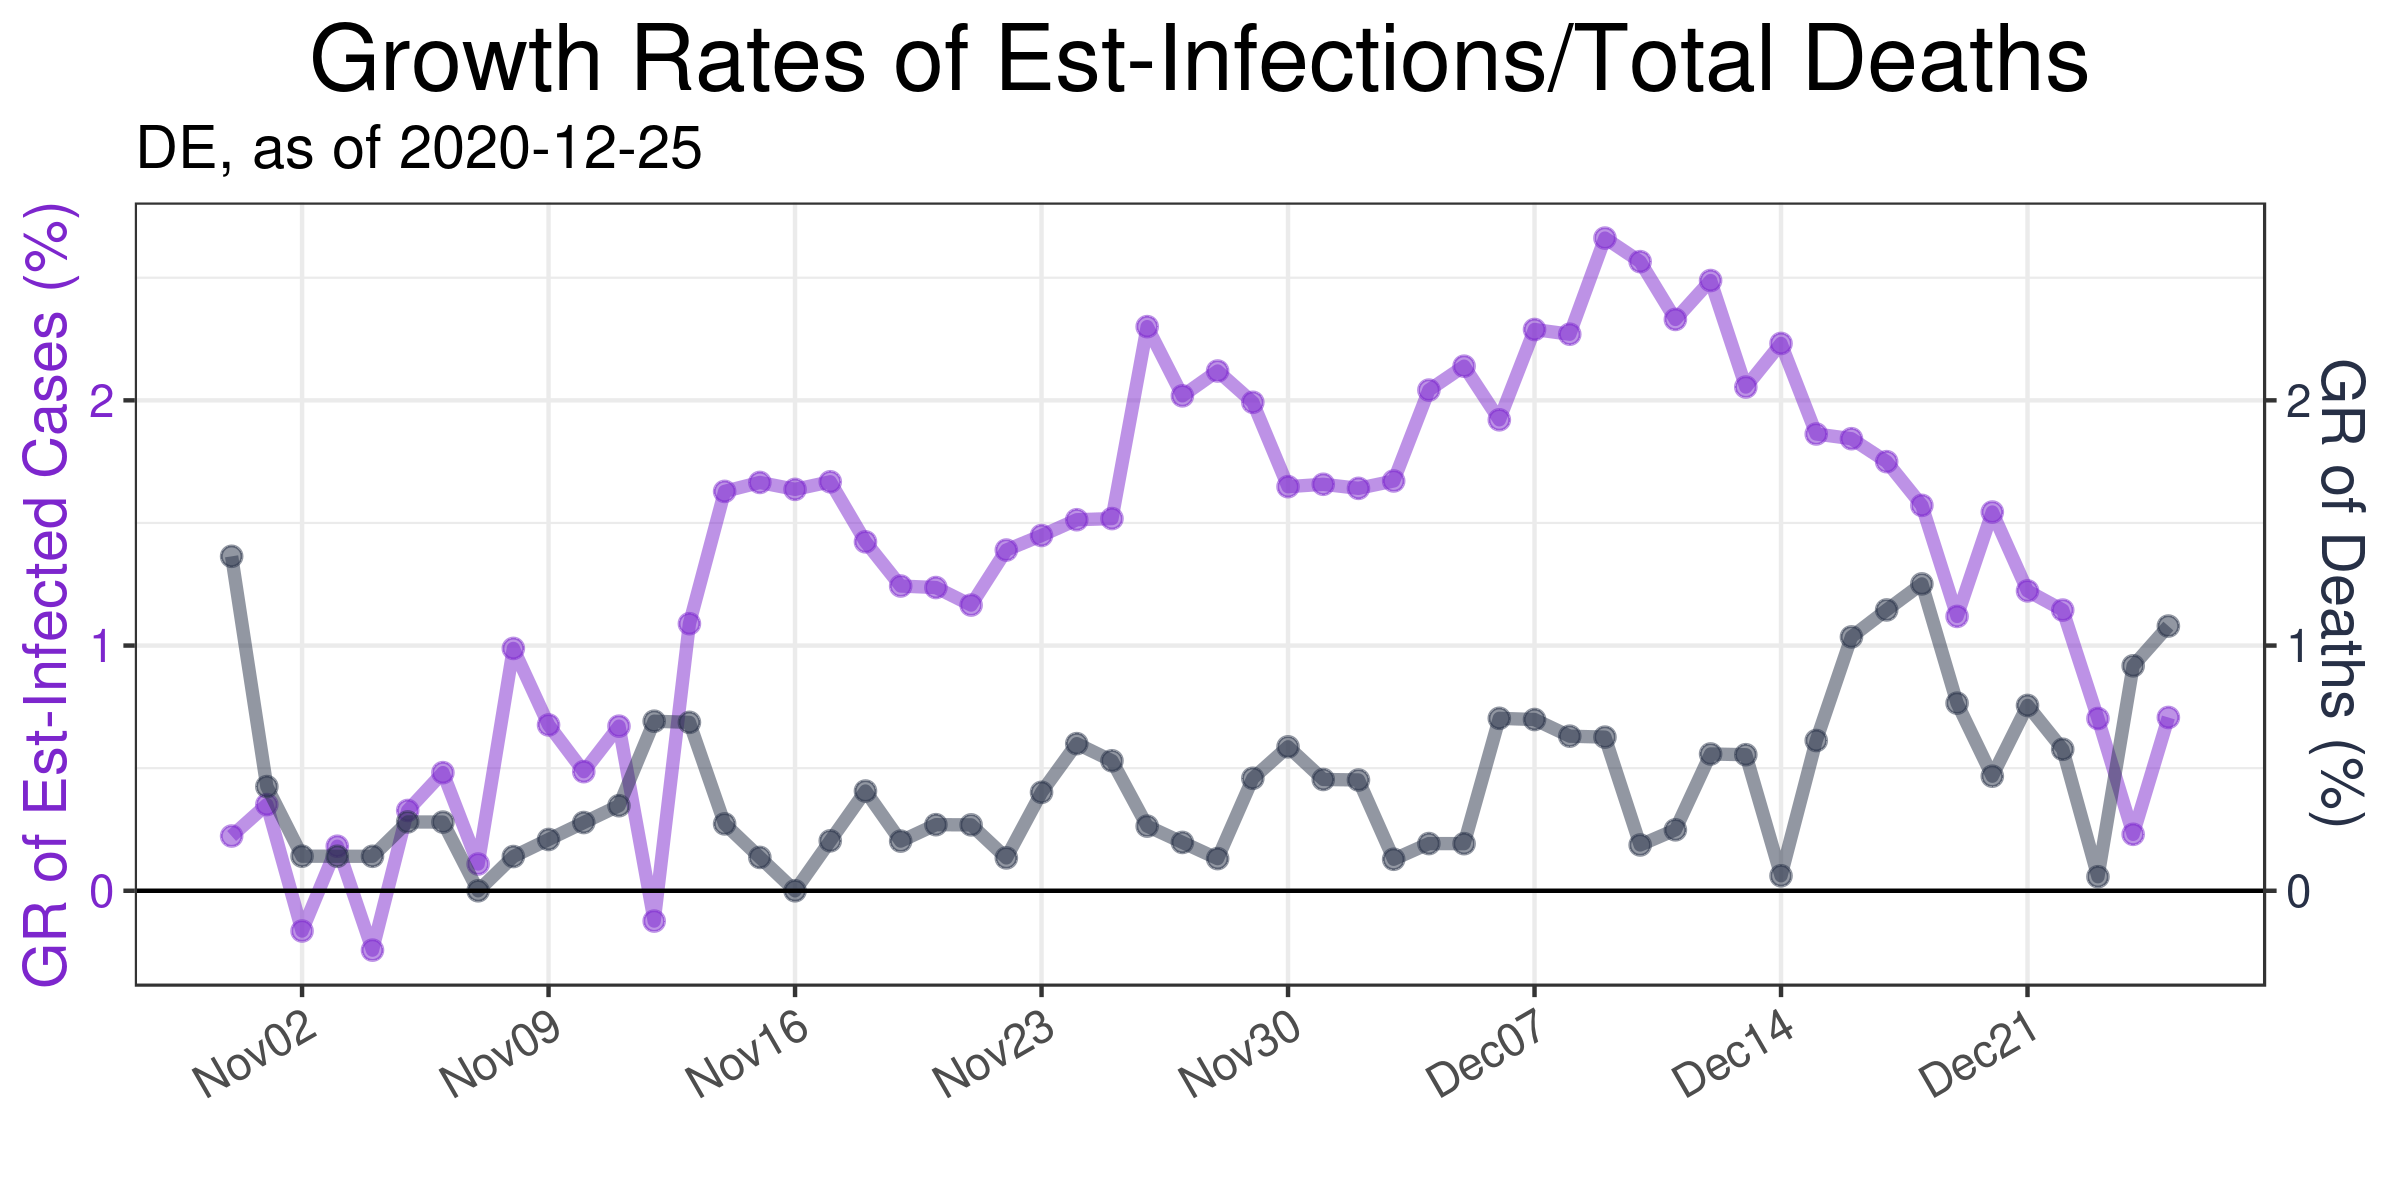 Growth Rates of Est-Infections/Total Deaths
DE, as of 2020-12-25
GR of Est-Infected Cases (%)
2
1
0
2
1
0
GR of Deaths (%)
Nov02
Nov09
Nov16
Nov23
Nov30
Dec07
Dec14
Dec21